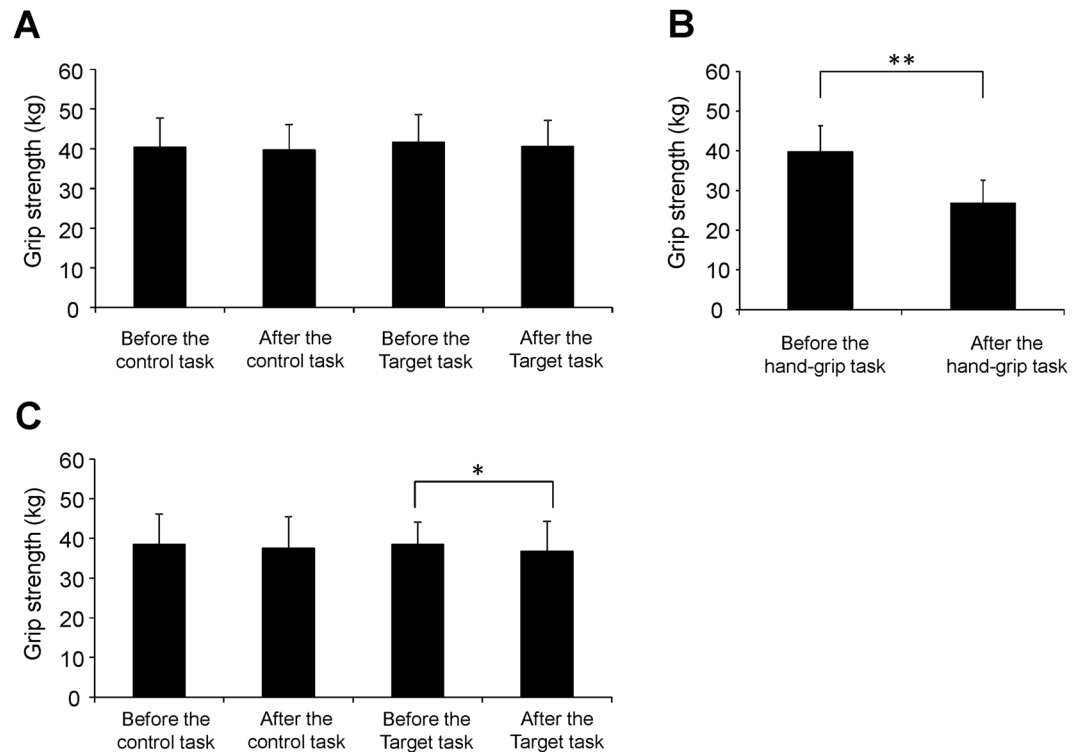 A
Grip strength (kg)
60
50
40
30
20
10
0
Before the
control task
After the
control task
Before the
Target task
After the
Target task
B
Grip strength (kg)
60
50
40
30
20
10
0
**
Before the
hand-grip task
After the
hand-grip task
C
Grip strength (kg)
60
50
40
30
20
10
0
*
Before the
control task
After the
control task
Before the
Target task
After the
Target task